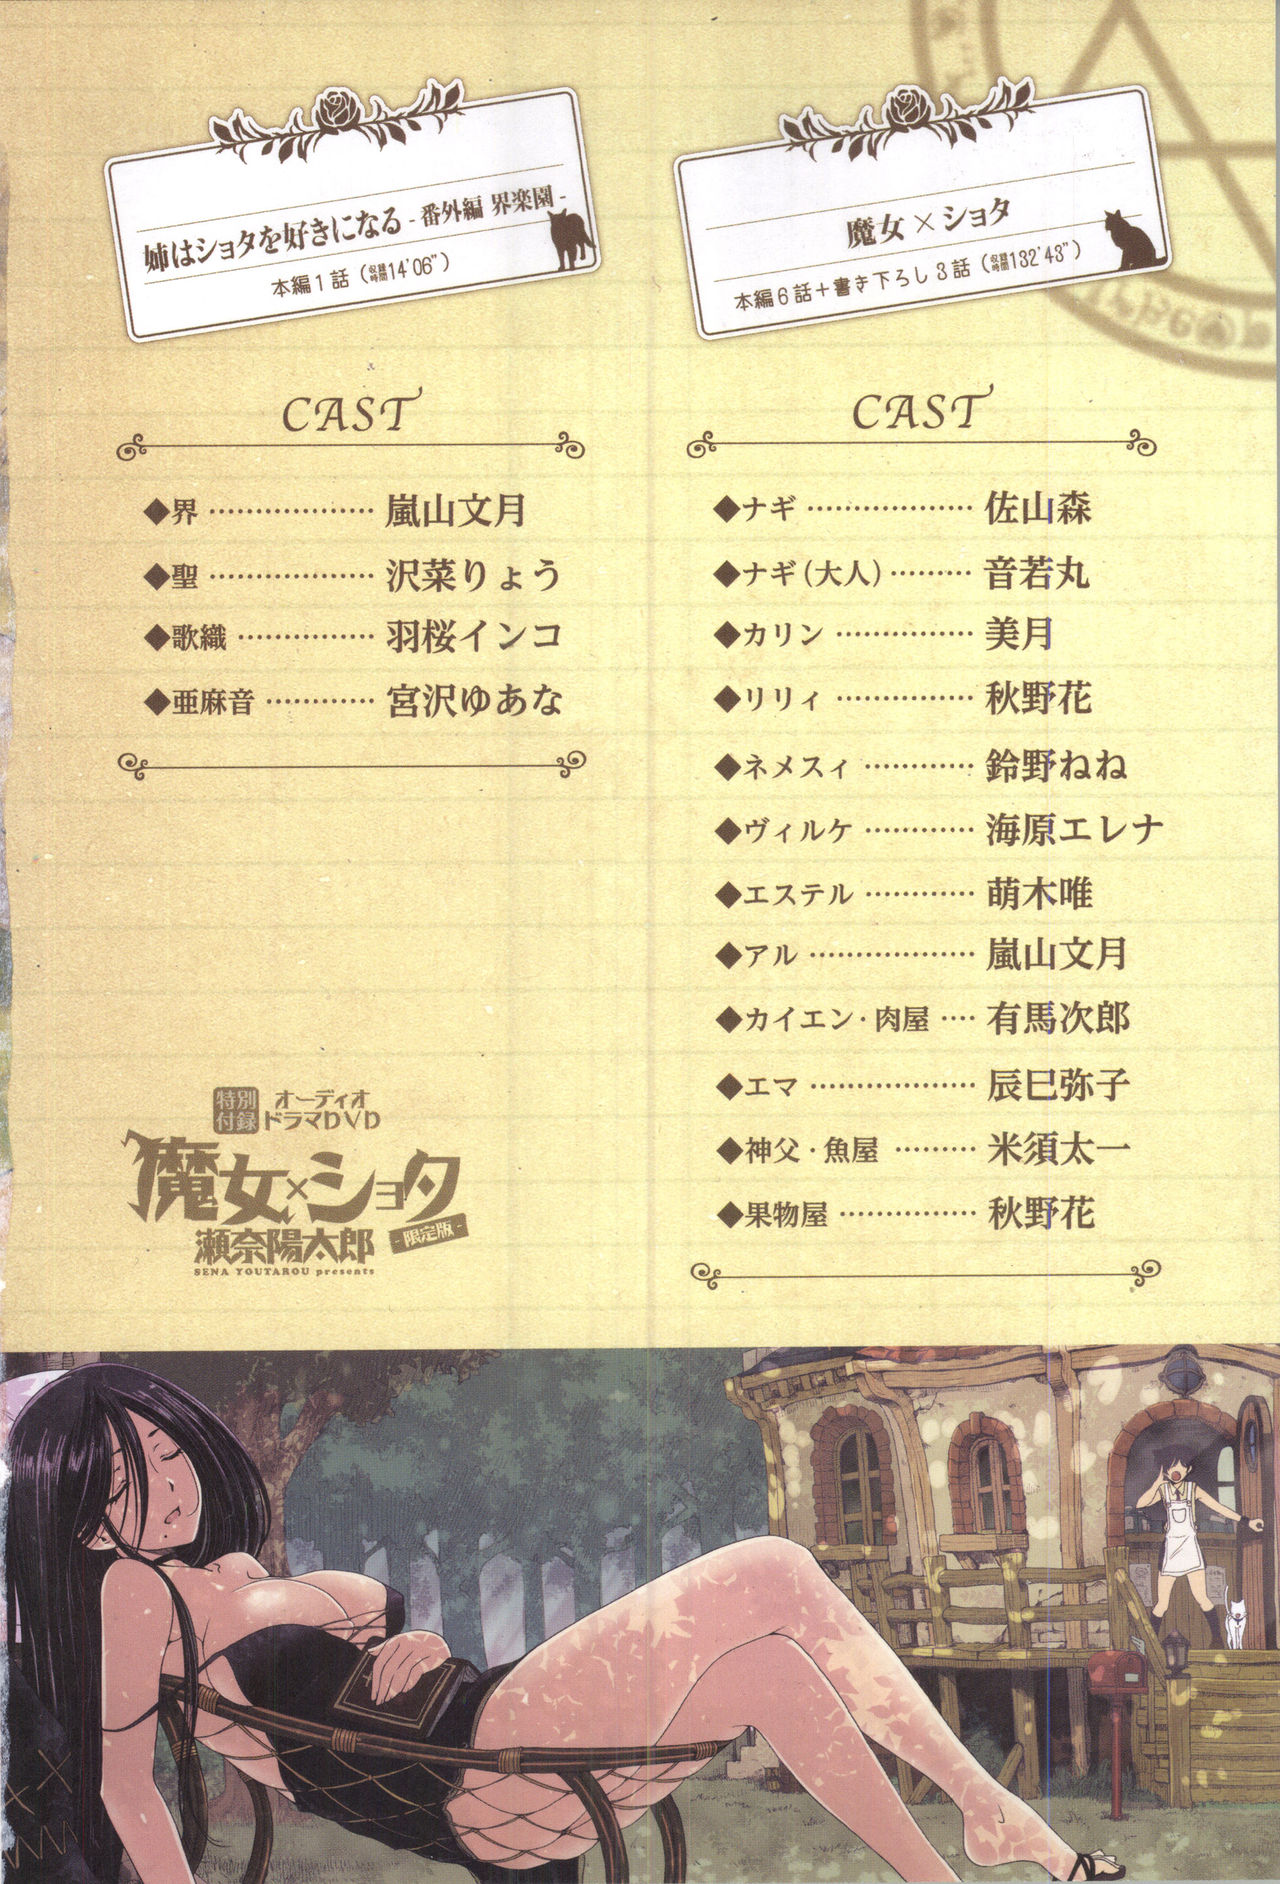 魔女×ショタ
本編6話+書き下ろし3話(収録時間132'43")
CAST
◆ナギ………………佐山森
◆ナギ(大人)………音若丸
◆カリン……………美月
◆リリィ……………秋野花
◆ネメスィ…………鈴野ねね
◆ヴィルケ…………海原エレナ
◆エステル…………萌木唯
◆アル………………嵐山文月
◆カイエン・肉屋‥‥有馬次郎
◆エマ………………辰巳弥子
◆神父・魚屋………米須太一
◆果物屋……………秋野花
姉はショタを好きになる-番外編 界楽園-
本編1話(収録時間14'06")
CAST
◆界………………嵐山文月
◆聖………………沢菜りょう
◆歌織……………羽桜インコ
◆亜麻音…………宮沢ゆあな
特別付録 オーディオドラマDVD
魔女×ショタ
瀬奈陽太郎 -限定版-
SENA YOUTAROU presents